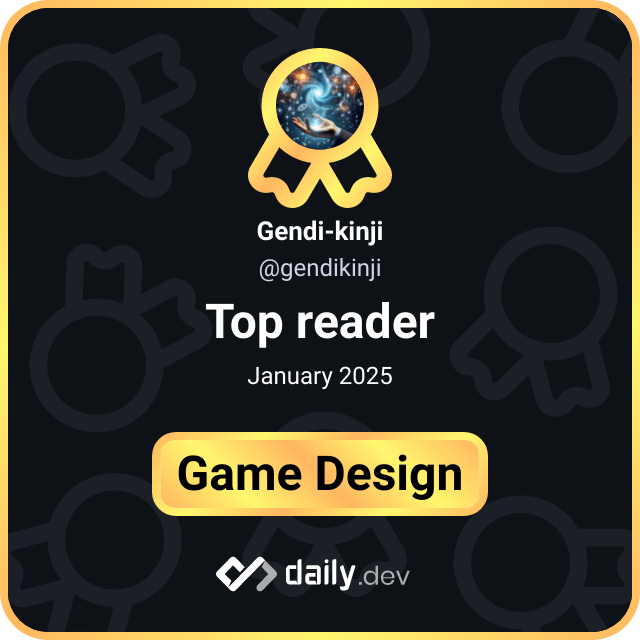 Gendi-kinji
@gendikinji
Top reader
January 2025
Game Design
daily.dev